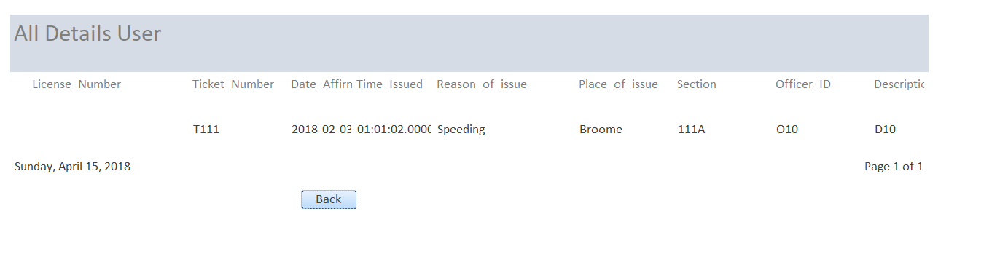 All Details User
License_Number Ticket_Number Date_Affirn Time_Issued Reason_of_issue Place_of_issue Section Officer_ID Descriptic
T111 2018-02-03 01:01:02.0000 Speeding Broome 111A O10 D10
Sunday, April 15, 2018 Page 1 of 1
Back